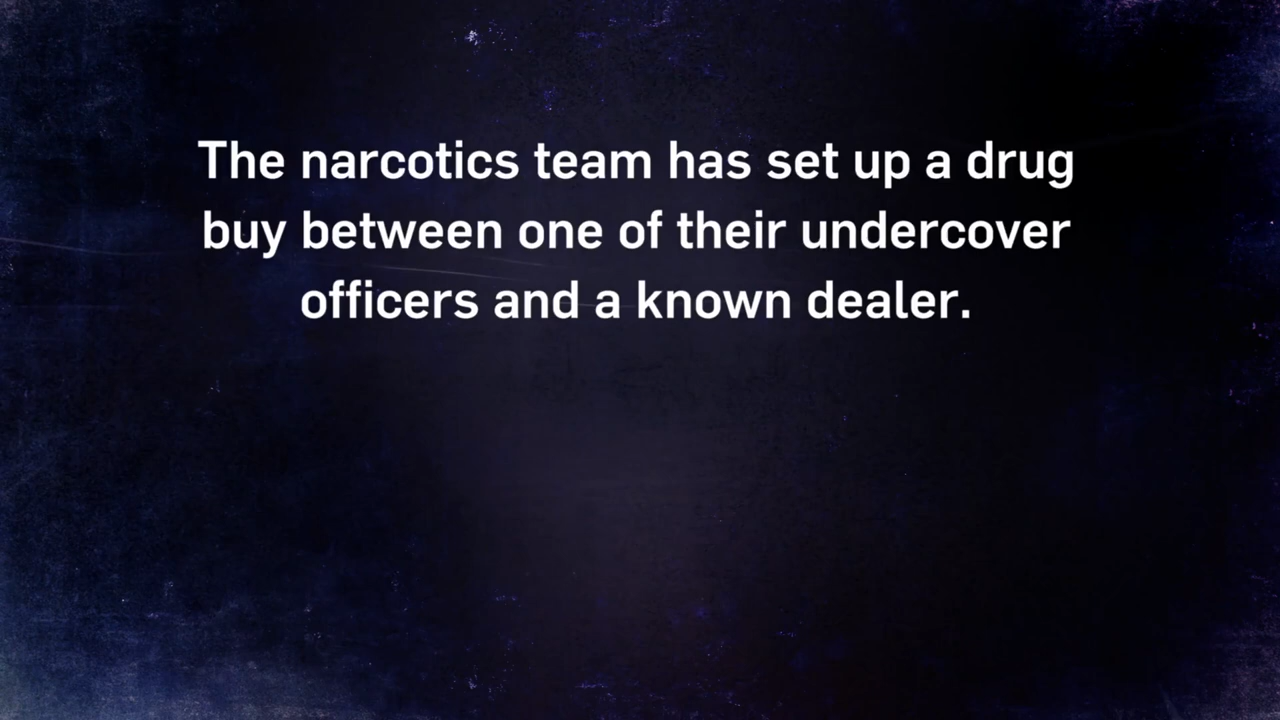 The narcotics team has set up a drug
buy between one of their undercover
officers and a known dealer.